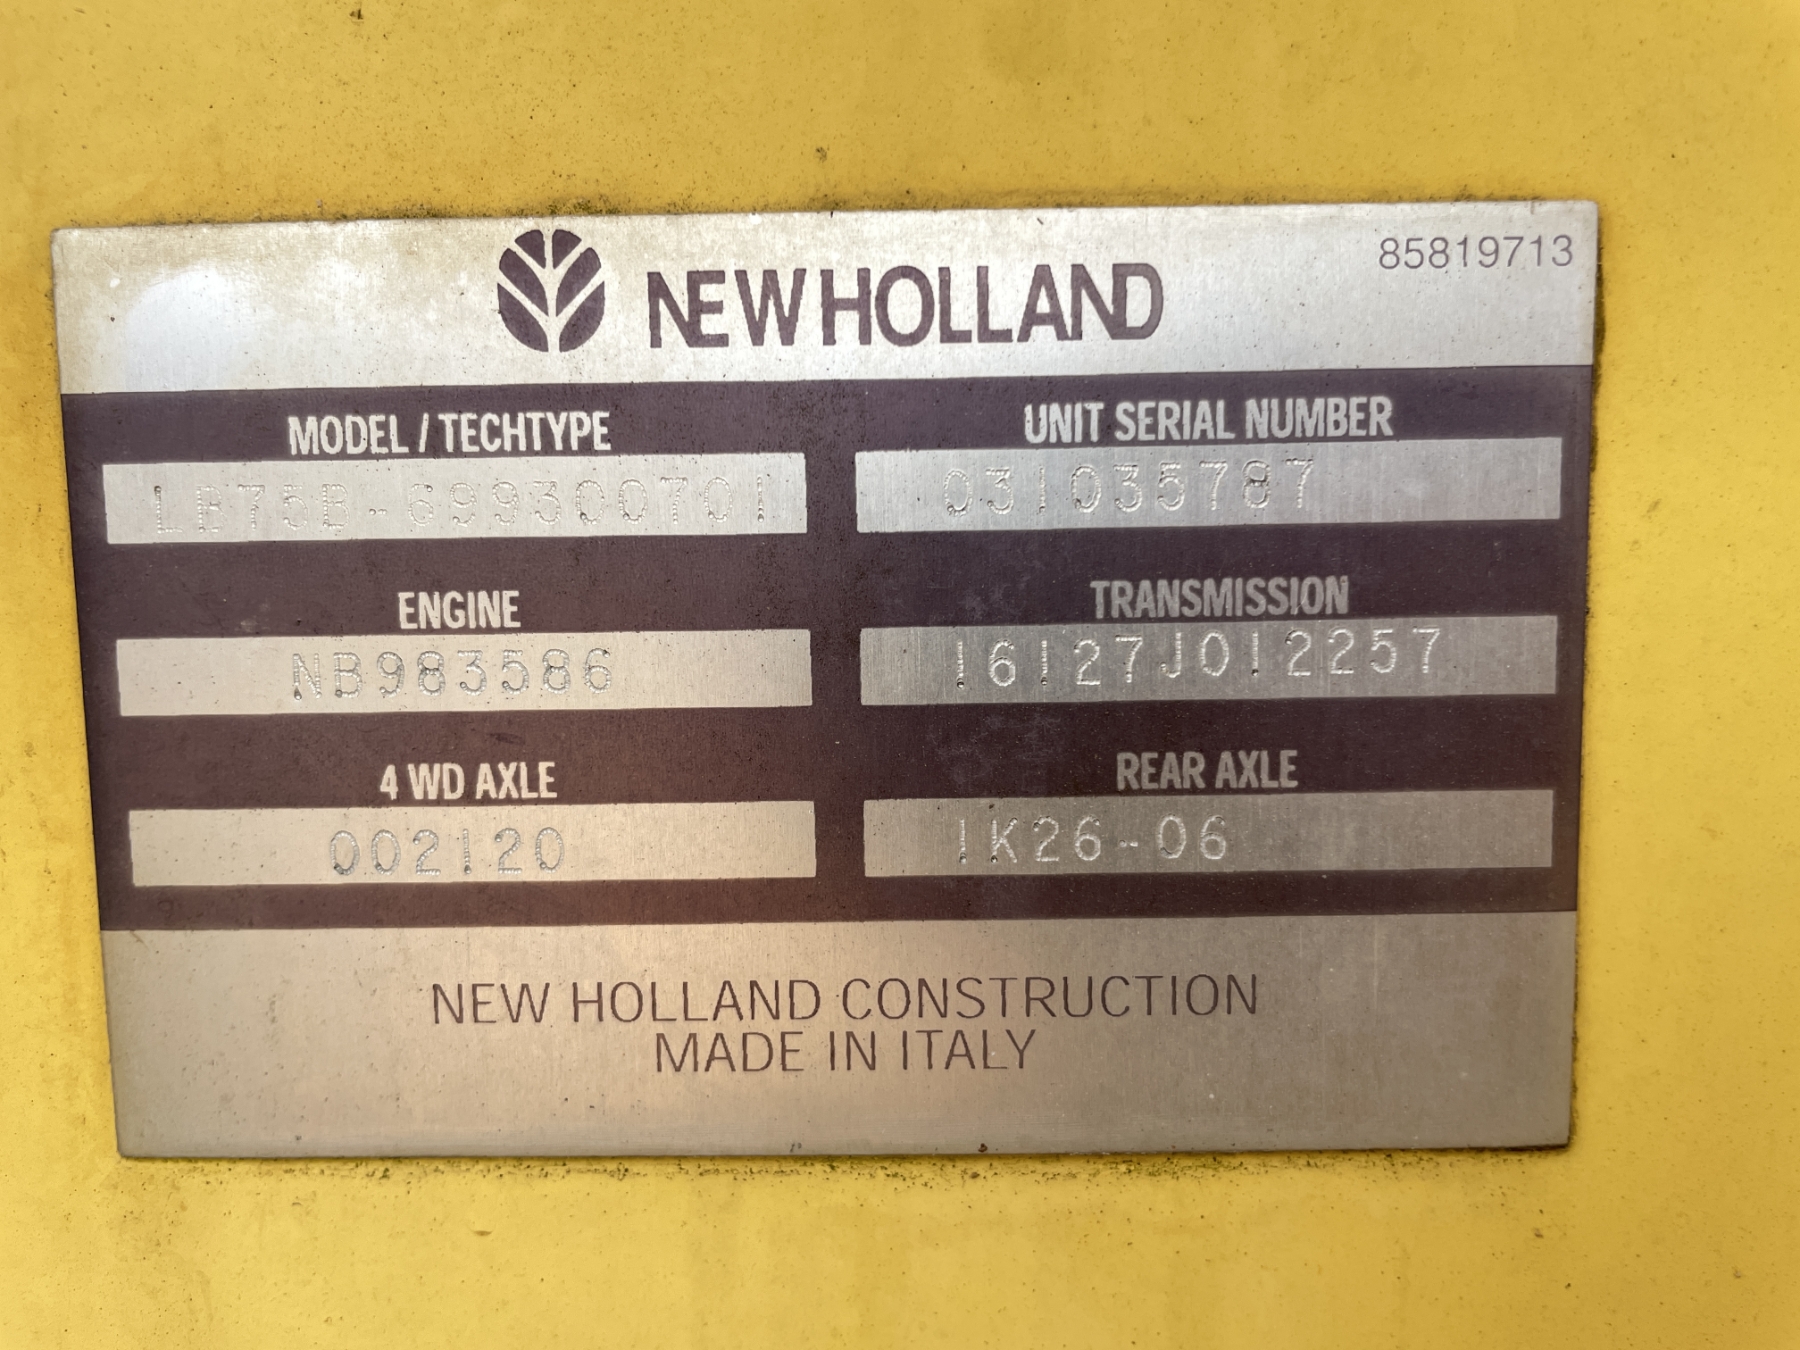 85819713
NEW HOLLAND
MODEL / TECHTYPE
LB75B-699300701
UNIT SERIAL NUMBER
031035787
ENGINE
NB983586
TRANSMISSION
16127J012257
4 WD AXLE
002120
REAR AXLE
1K26-06
NEW HOLLAND CONSTRUCTION
MADE IN ITALY